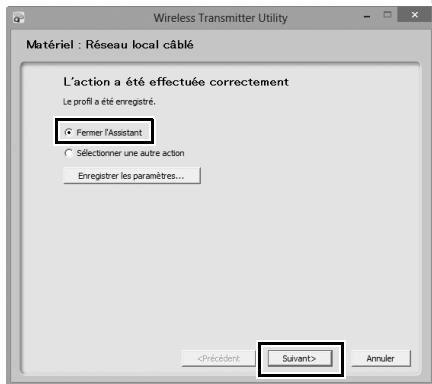 Wireless Transmitter Utility
Matériel : Réseau local câblé
L'action a été effectuée correctement
Le profil a été enregistré.
Fermer l'Assistant
Sélectionner une autre action
Enregistrer les paramètres...
<Précédent Suivant> Annuler